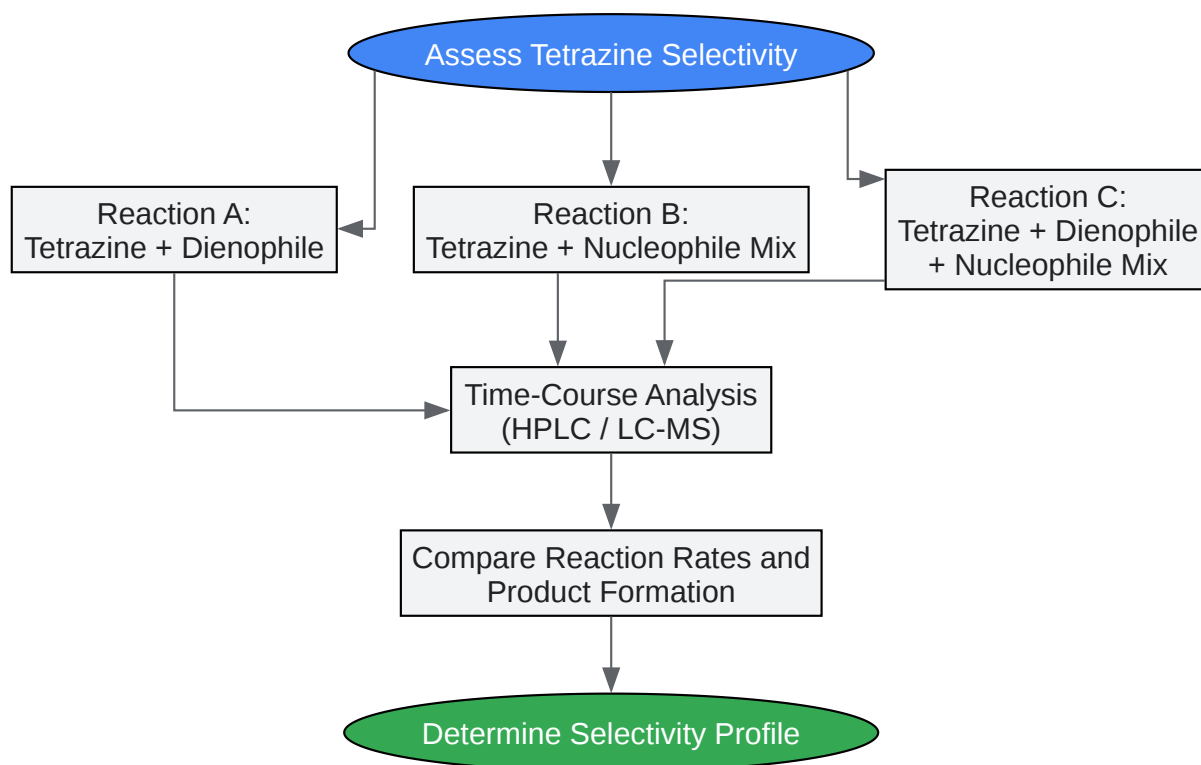 Assess Tetrazine Selectivity
Reaction A:
Tetrazine + Dienophile
Reaction B:
Tetrazine + Nucleophile Mix
Reaction C:
Tetrazine + Dienophile
+ Nucleophile Mix
Time-Course Analysis
(HPLC / LC-MS)
Compare Reaction Rates and
Product Formation
Determine Selectivity Profile